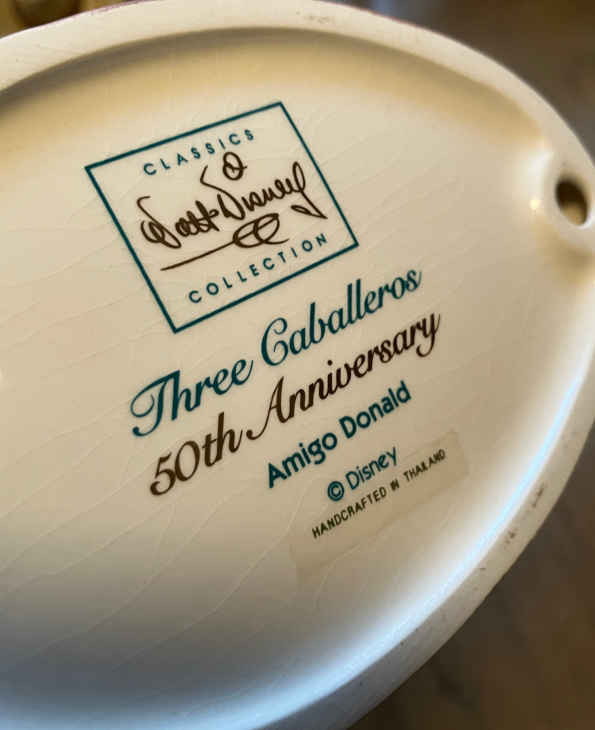 CLASSICS
Walt Disney
COLLECTION
Three Caballeros
50th Anniversary
Amigo Donald
© Disney
HANDCRAFTED IN THAILAND